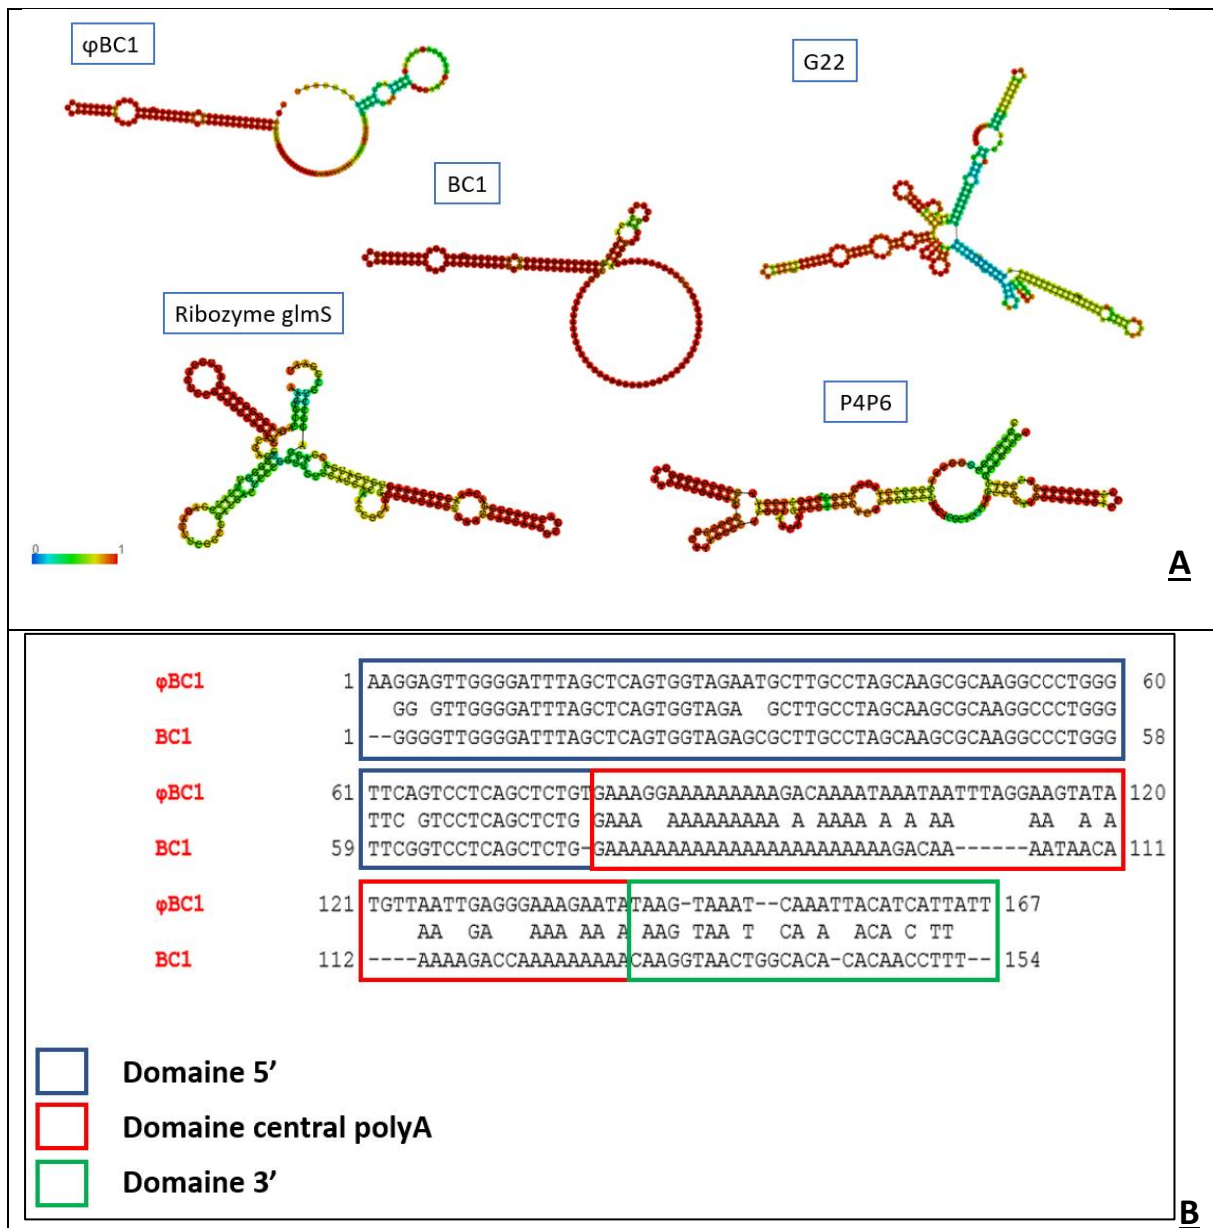 φBC1
G22
BC1
Ribozyme glmS
P4P6
0 1
A
φBC1 1 AAGGAGTTGGGGATTTAGCTCAGTGGTAGAATGCTTGCCTAGCAAGCGCAAGGCCCTGGG 60
GG GTTGGGGATTTAGCTCAGTGGTAGA GCTTGCCTAGCAAGCGCAAGGCCCTGGG
BC1 1 --GGGGTTGGGGATTTAGCTCAGTGGTAGAGCGCTTGCCTAGCAAGCGCAAGGCCCTGGG 58
φBC1 61 TTCAGTCCTCAGCTCTGTGAAAGGAAAAAAAAAAGACAAAATAAATAATTTAGGAAGTATA 120
TTC GTCCTCAGCTCTG GAAA AAAAAAAAA A AAAA A A AA AA A A
BC1 59 TTCGGTCCTCAGCTCTG-GAAAAAAAAAAAAAAAAAAAAAAAAGACAA------AATAACA 111
φBC1 121 TGTTAATTGAGGGAAAGAATATAAG-TAAAT--CAAATTACATCATTATT 167
AA GA AAA AA A AAG TAA T CA A ACA C TT
BC1 112 ----AAAAGACCAAAAAAAAACAAGGTAACTGGCACA-CACAACCTTT-- 154
Domaine 5’
Domaine central polyA
Domaine 3’
B